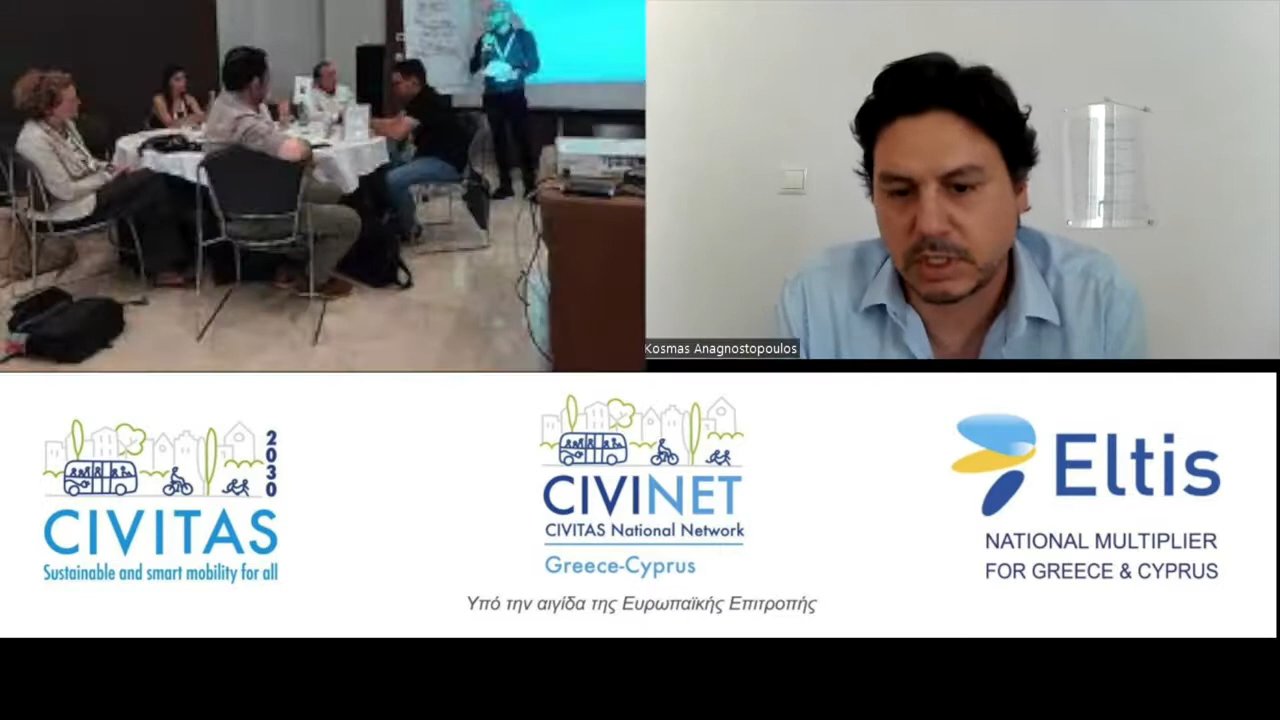 Kosmas Anagnostopoulos
2030
CIVITAS
Sustainable and smart mobility for all
CIVINET
CIVITAS National Network
Greece-Cyprus
Υπό την αιγίδα της Ευρωπαϊκής Επιτροπής
Eltis
NATIONAL MULTIPLIER
FOR GREECE & CYPRUS